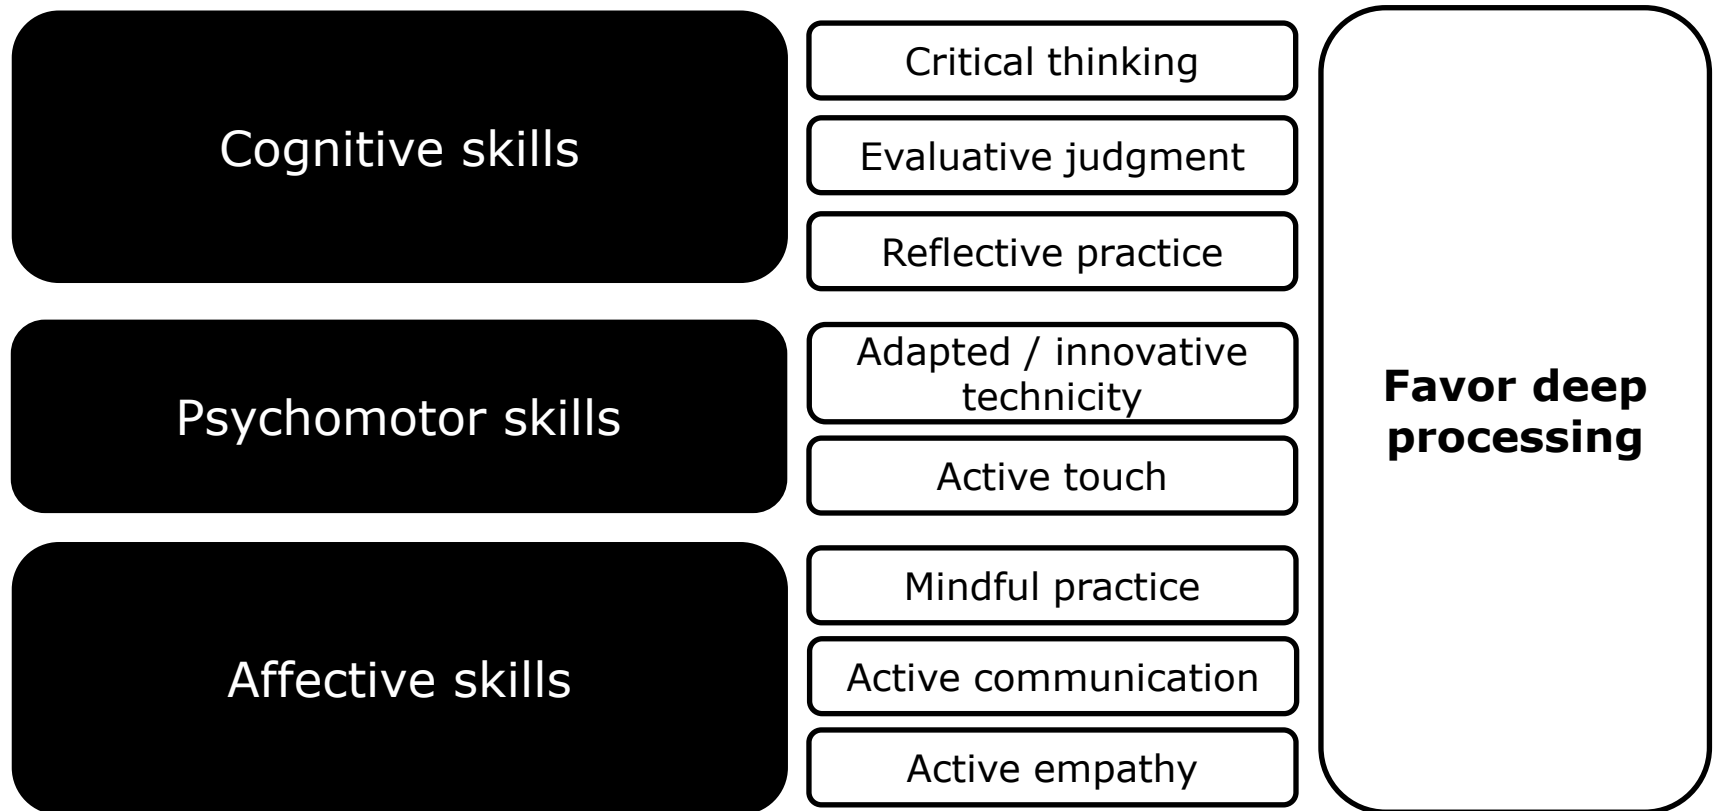 Cognitive skills
Critical thinking
Evaluative judgment
Reflective practice
Psychomotor skills
Adapted / innovative
technicity
Active touch
Affective skills
Mindful practice
Active communication
Active empathy
Favor deep
processing